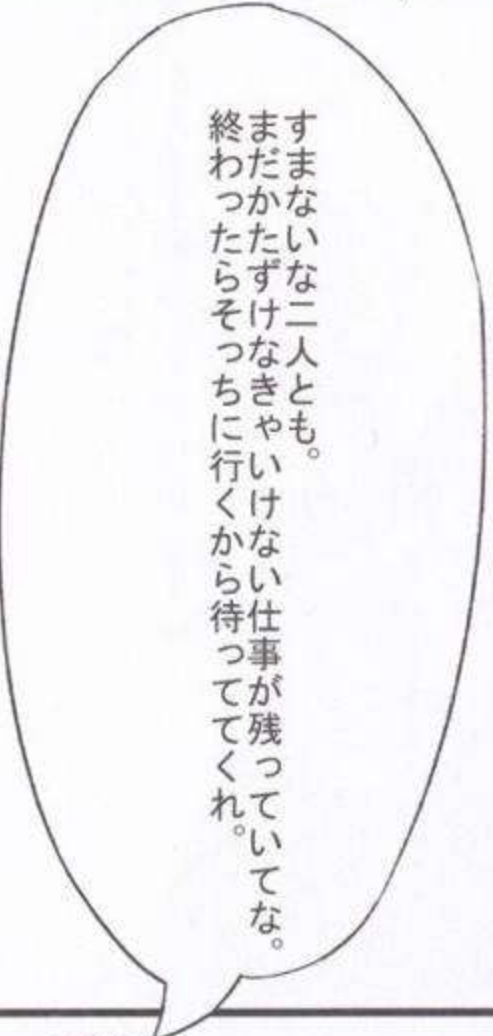 すまないな二人とも。
まだかたずけなきゃいけない仕事が残っていてな。
終わったらそっちに行くから待っててくれ。